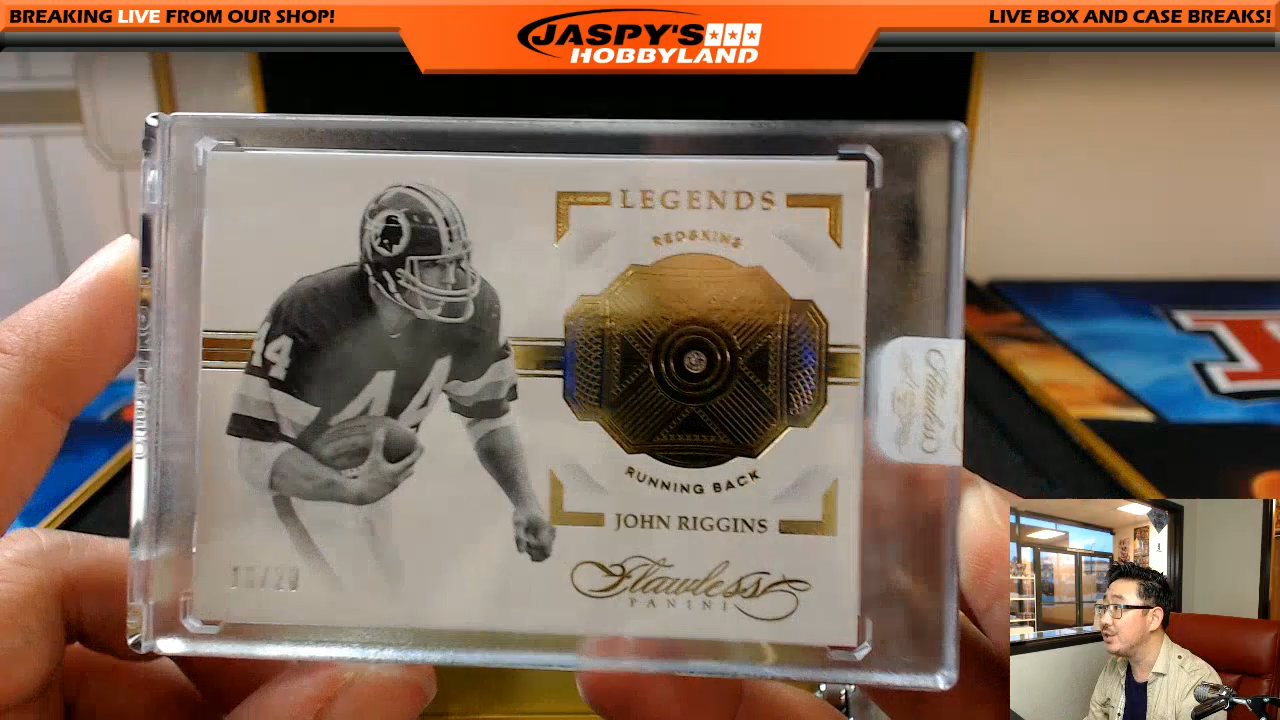 BREAKING LIVE FROM OUR SHOP!
JASPY'S
HOBBYLAND
LIVE BOX AND CASE BREAKS!
LEGENDS
REDSKINS
44
44
RUNNING BACK
JOHN RIGGINS
Flawless
PANINI
Flawless